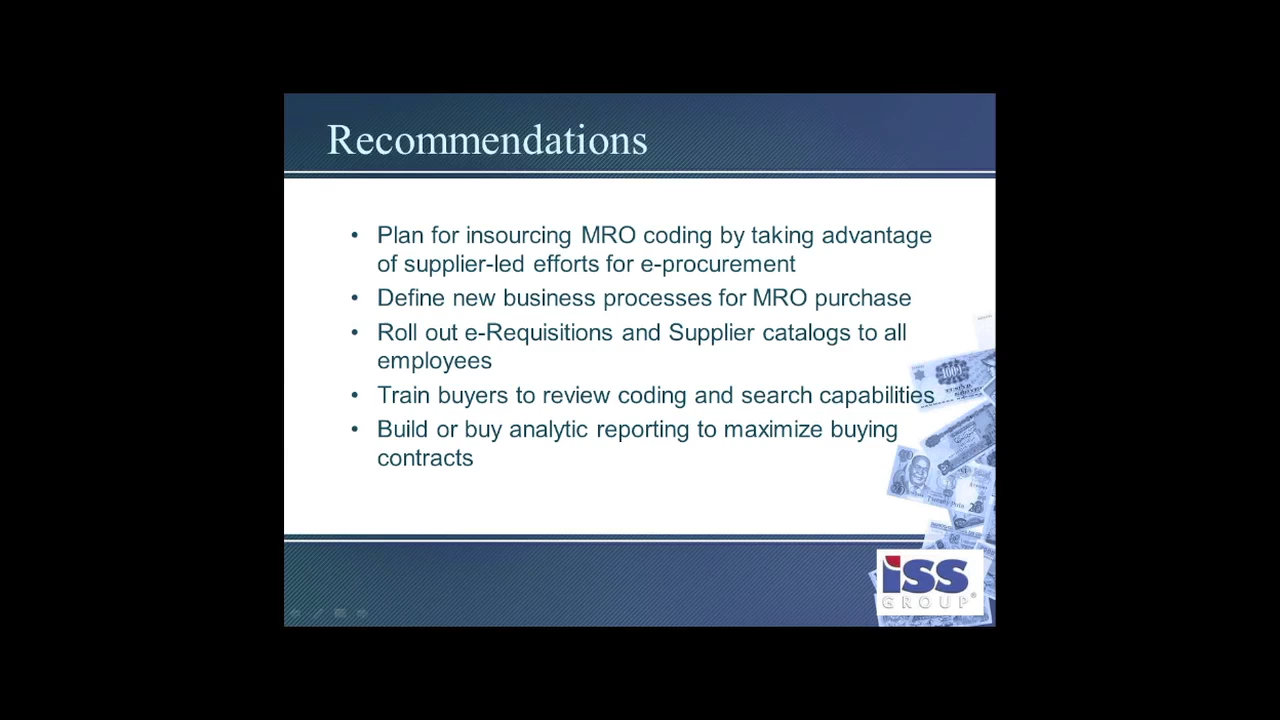 Recommendations
• Plan for insourcing MRO coding by taking advantage
of supplier-led efforts for e-procurement
• Define new business processes for MRO purchase
• Roll out e-Requisitions and Supplier catalogs to all
employees
• Train buyers to review coding and search capabilities
• Build or buy analytic reporting to maximize buying
contracts
iSS
GROUP®